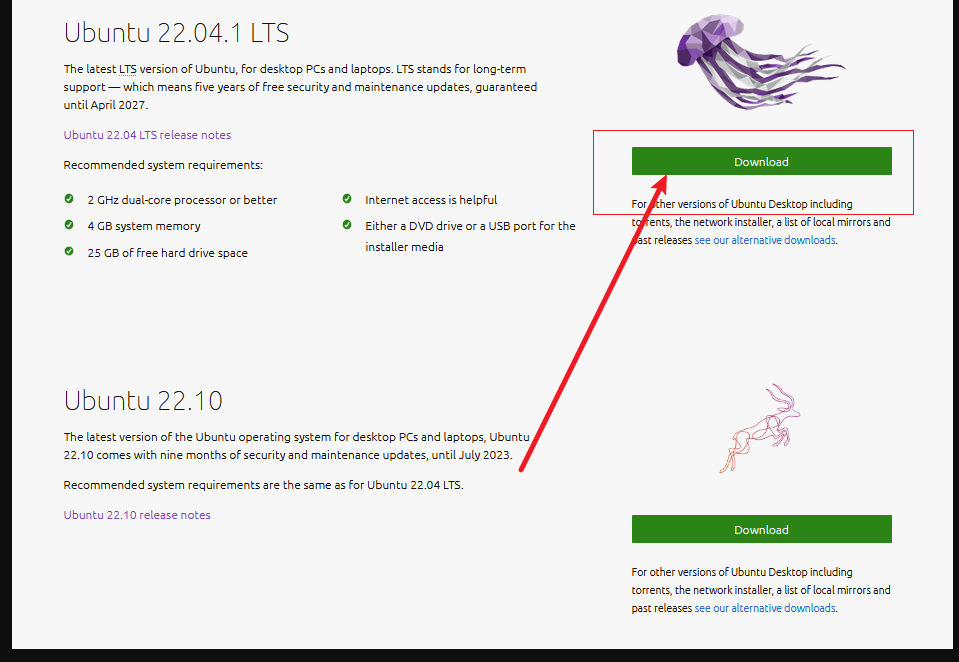 Ubuntu 22.04.1 LTS
The latest LTS version of Ubuntu, for desktop PCs and laptops. LTS stands for long-term
support — which means five years of free security and maintenance updates, guaranteed
until April 2027.
Ubuntu 22.04 LTS release notes
Recommended system requirements:
2 GHz dual-core processor or better
4 GB system memory
25 GB of free hard drive space
Internet access is helpful
Either a DVD drive or a USB port for the
installer media
Download
For other versions of Ubuntu Desktop including
torrents, the network installer, a list of local mirrors and
past releases see our alternative downloads.
Ubuntu 22.10
The latest version of the Ubuntu operating system for desktop PCs and laptops, Ubuntu
22.10 comes with nine months of security and maintenance updates, until July 2023.
Recommended system requirements are the same as for Ubuntu 22.04 LTS.
Ubuntu 22.10 release notes
Download
For other versions of Ubuntu Desktop including
torrents, the network installer, a list of local mirrors and
past releases see our alternative downloads.